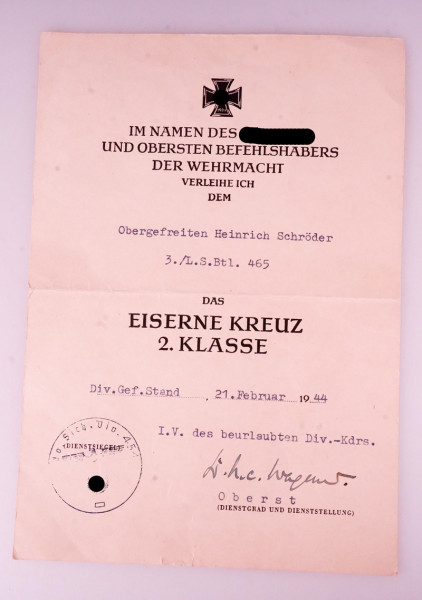 IM NAMEN DES
UND OBERSTEN BEFEHLSHABERS
DER WEHRMACHT
VERLEIHE ICH
DEM
Obergefreiten Heinrich Schröder
3./L.S.Btl. 465
DAS
EISERNE KREUZ
2. KLASSE
Div.Gef.Stand , 21.Februar 1944
I.V. des beurlaubten Div.-Kdrs.
(DIENSTSIEGEL)
Oberst
(DIENSTGRAD UND DIENSTSTELLUNG)